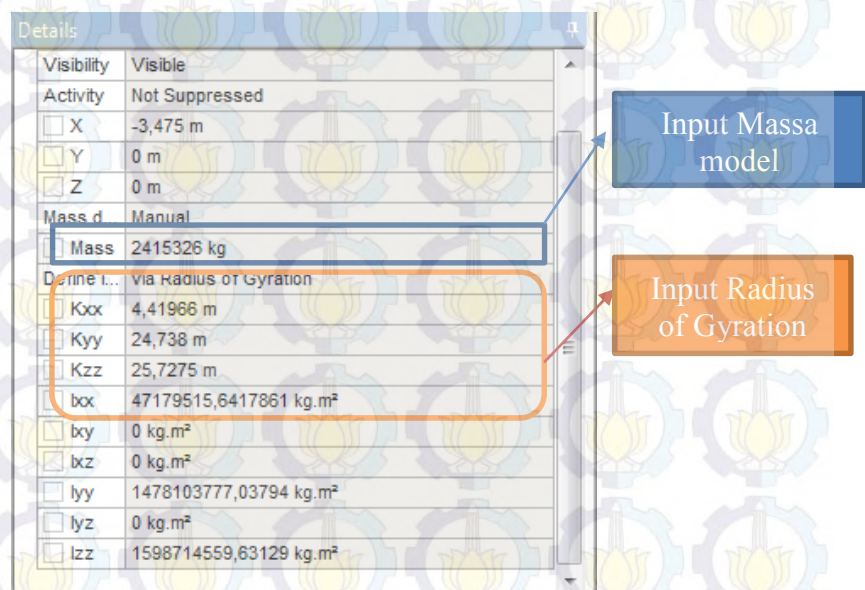 Details
Visibility Visible
Activity Not Suppressed
X -3,475 m
Y 0 m
Z 0 m
Mass d... Manual
Mass 2415326 kg
Define I... Via Radius of Gyration
Kxx 4,41966 m
Kyy 24,738 m
Kzz 25,7275 m
Ixx 47179515,6417861 kg.m²
Ixy 0 kg.m²
Ixz 0 kg.m²
Iyy 1478103777,03794 kg.m²
Iyz 0 kg.m²
Izz 1598714559,63129 kg.m²
Input Massa
model
Input Radius
of Gyration